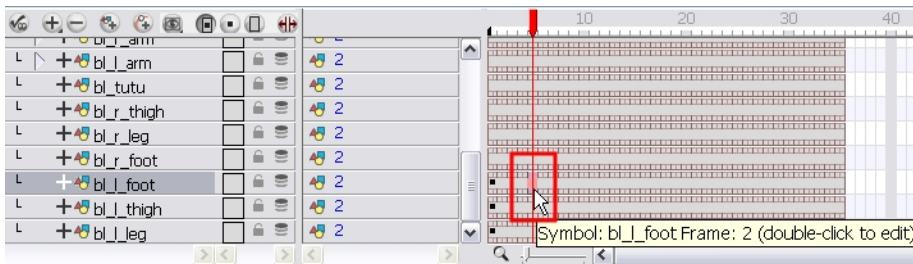 10 20 30 40
bl_l_arm
bl_l_arm 2
bl_tutu 2
bl_r_thigh 2
bl_r_leg 2
bl_r_foot 2
bl_l_foot 2
bl_l_thigh 2
bl_l_leg 2
Symbol: bl_l_foot Frame: 2 (double-click to edit)